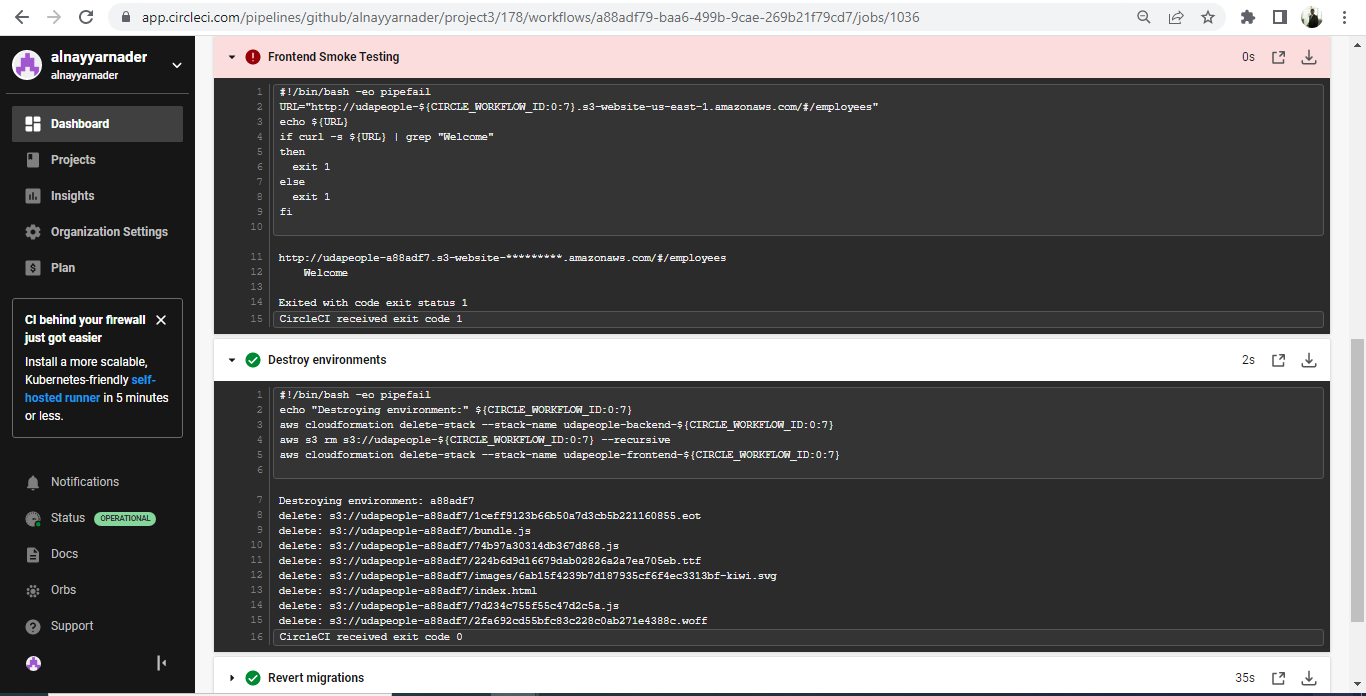 app.circleci.com/pipelines/github/alnayyarnader/project3/178/workflows/a88adf79-baa6-499b-9cae-269b21f79cd7/jobs/1036
alnayyarnader
alnayyarnader
Dashboard
Projects
Insights
Organization Settings
Plan
CI behind your firewall
just got easier
Install a more scalable,
Kubernetes-friendly self-
hosted runner in 5 minutes
or less.
Notifications
Status OPERATIONAL
Docs
Orbs
Support
Frontend Smoke Testing 0s
1 #!/bin/bash -eo pipefail
2 URL="http://udapeople-${CIRCLE_WORKFLOW_ID:0:7}.s3-website-us-east-1.amazonaws.com/#/employees"
3 echo ${URL}
4 if curl -s ${URL} | grep "Welcome"
5 then
6 exit 1
7 else
8 exit 1
9 fi
10
11 http://udapeople-a88adf7.s3-website-*********.amazonaws.com/#/employees
12 Welcome
13
14 Exited with code exit status 1
15 CircleCI received exit code 1
Destroy environments 2s
1 #!/bin/bash -eo pipefail
2 echo "Destroying environment:" ${CIRCLE_WORKFLOW_ID:0:7}
3 aws cloudformation delete-stack --stack-name udapeople-backend-${CIRCLE_WORKFLOW_ID:0:7}
4 aws s3 rm s3://udapeople-${CIRCLE_WORKFLOW_ID:0:7} --recursive
5 aws cloudformation delete-stack --stack-name udapeople-frontend-${CIRCLE_WORKFLOW_ID:0:7}
6
7 Destroying environment: a88adf7
8 delete: s3://udapeople-a88adf7/1ceff9123b66b50a7d3cb5b221160855.eot
9 delete: s3://udapeople-a88adf7/bundle.js
10 delete: s3://udapeople-a88adf7/74b97a30314db367d868.js
11 delete: s3://udapeople-a88adf7/224b6d9d16679dab02826a2a7ea705eb.ttf
12 delete: s3://udapeople-a88adf7/images/6ab15f4239b7d187935cf6f4ec3313bf-kiwi.svg
13 delete: s3://udapeople-a88adf7/index.html
14 delete: s3://udapeople-a88adf7/7d234c755f55c47d2c5a.js
15 delete: s3://udapeople-a88adf7/2fa692cd55bfc83c228c0ab271e4388c.woff
16 CircleCI received exit code 0
Revert migrations 35s